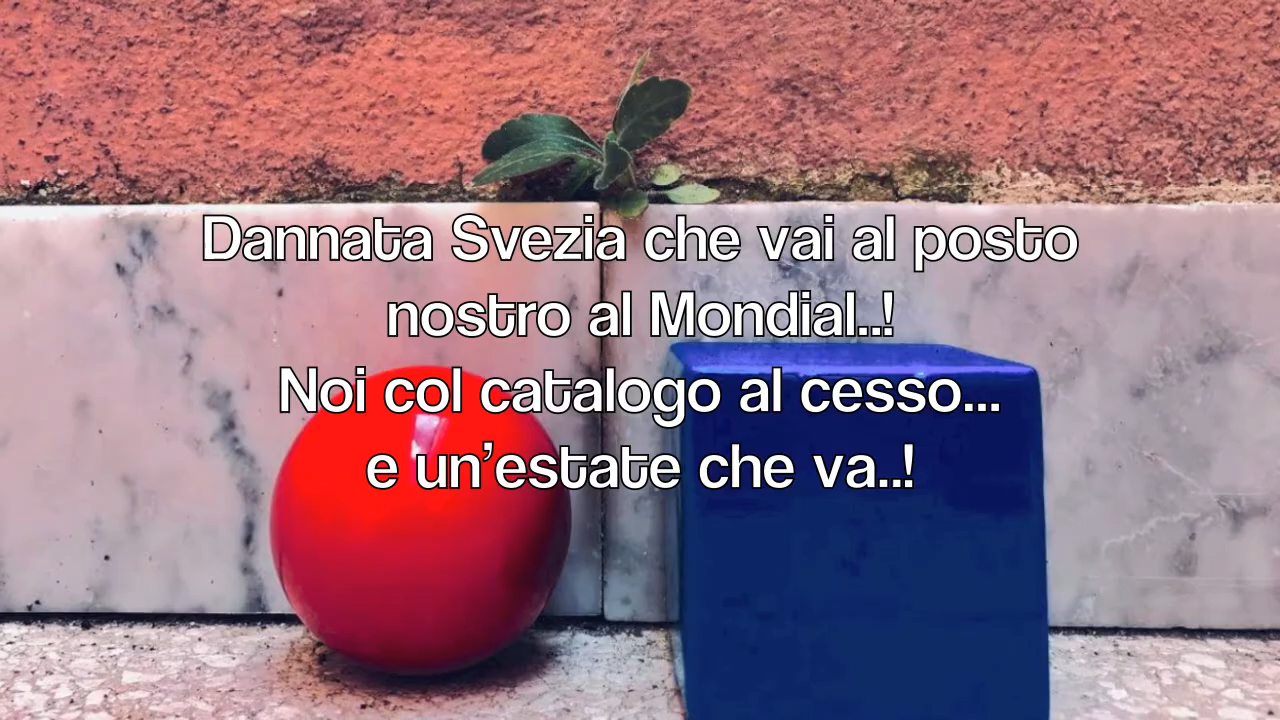 Dannata Svezia che vai al posto
nostro al Mondial..!
Noi col catalogo al cesso...
e un’estate che va..!